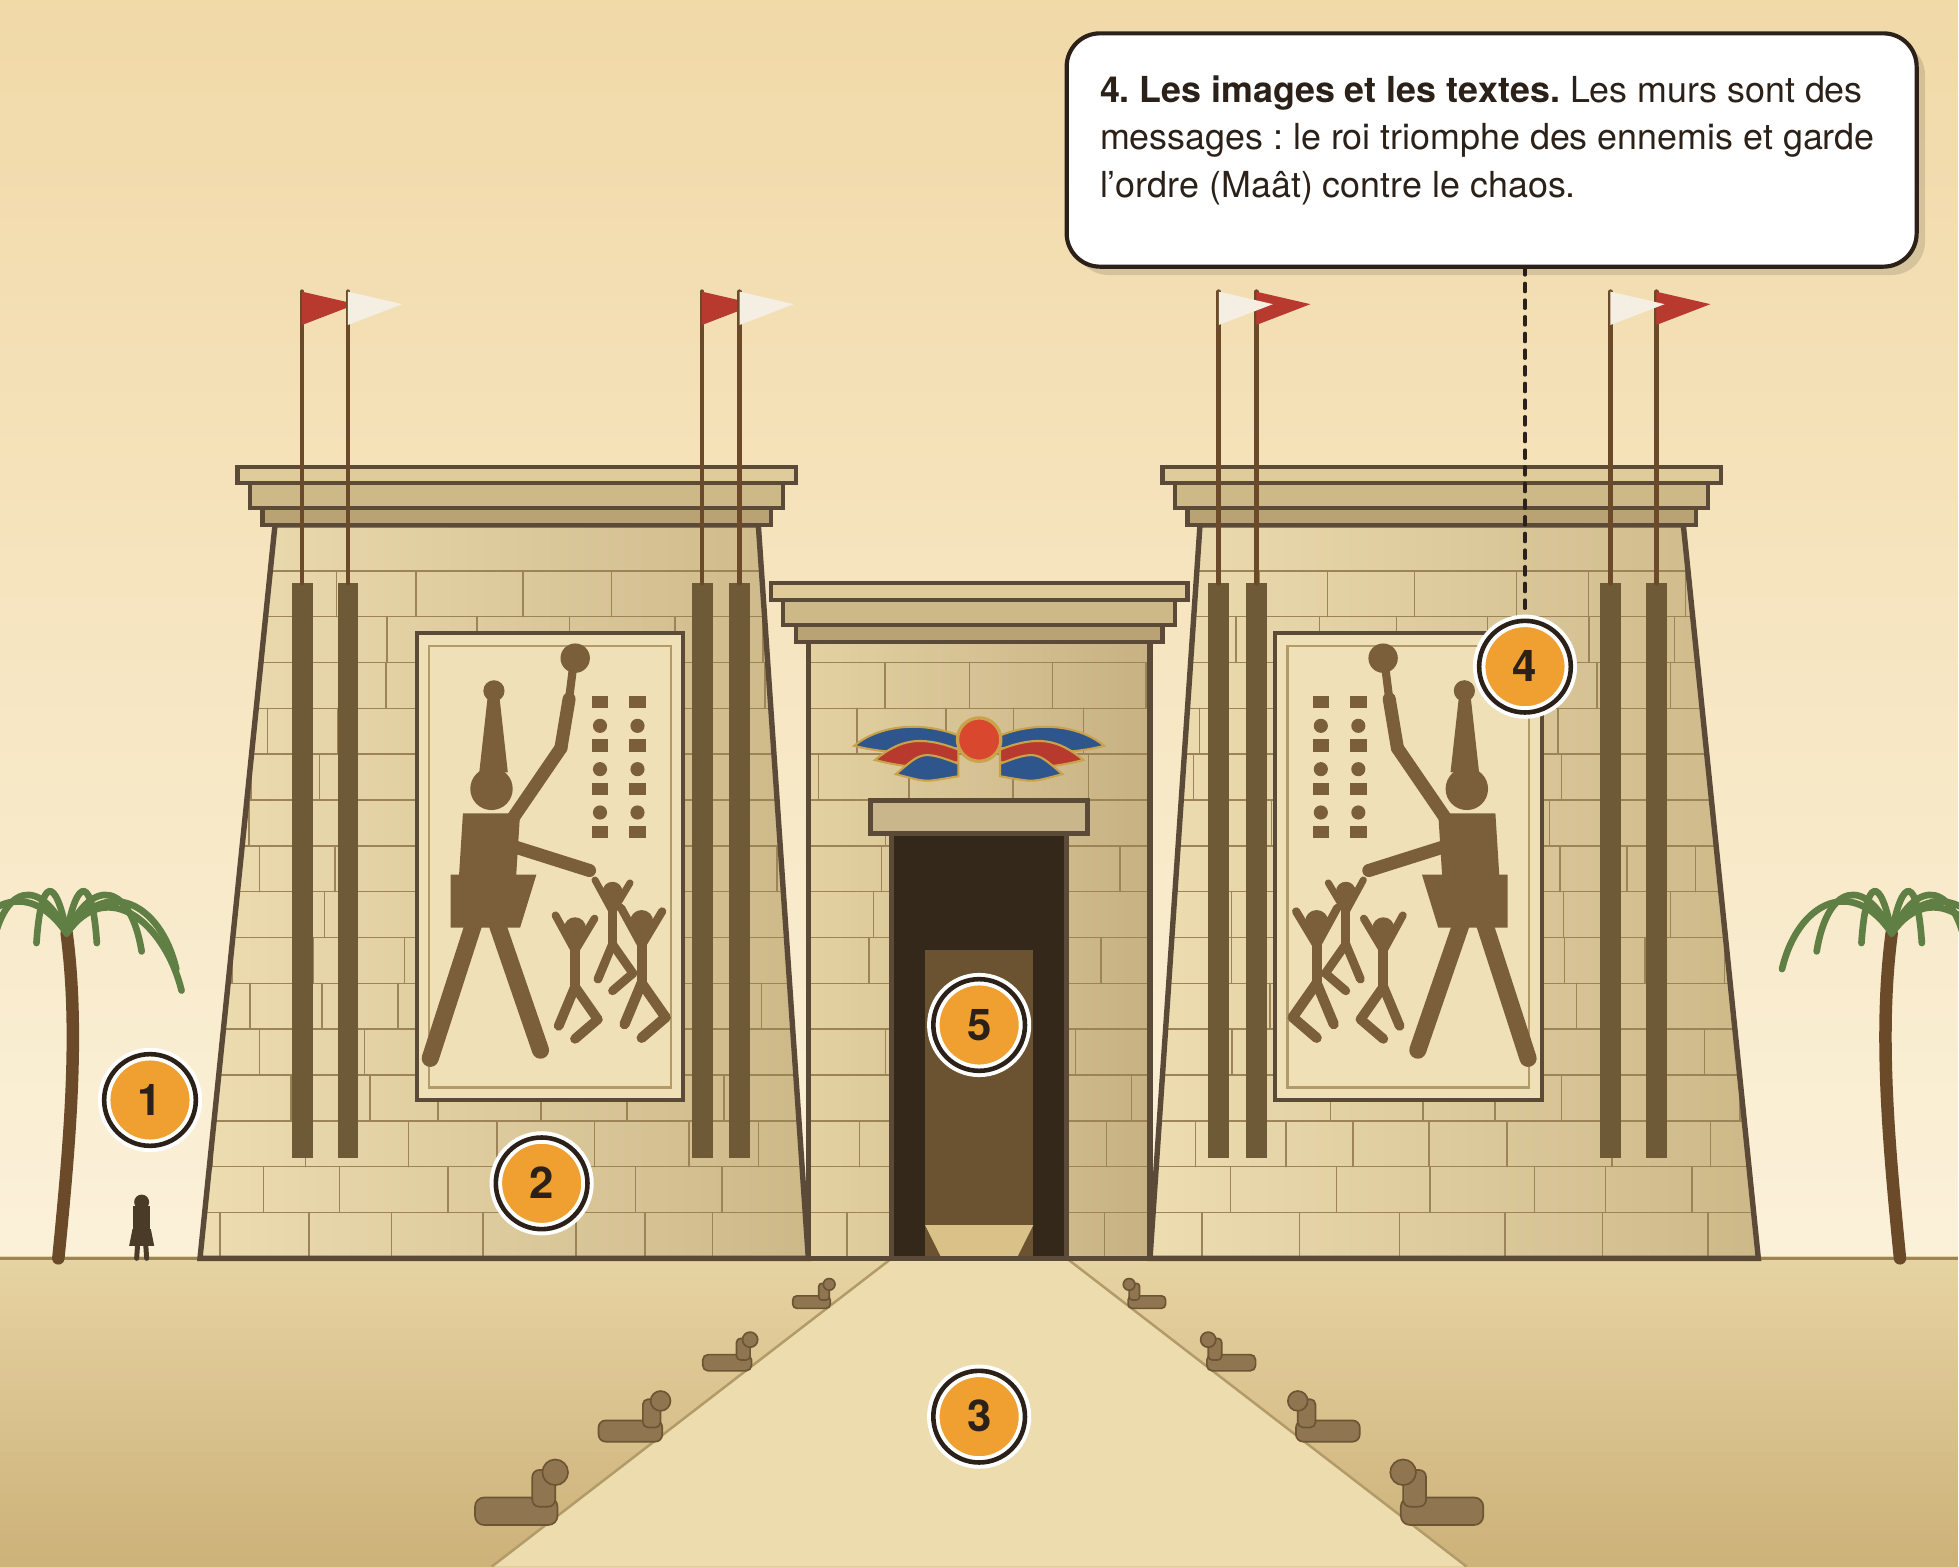 4. Les images et les textes. Les murs sont des
messages : le roi triomphe des ennemis et garde
l’ordre (Maât) contre le chaos.
4
5
1
2
3